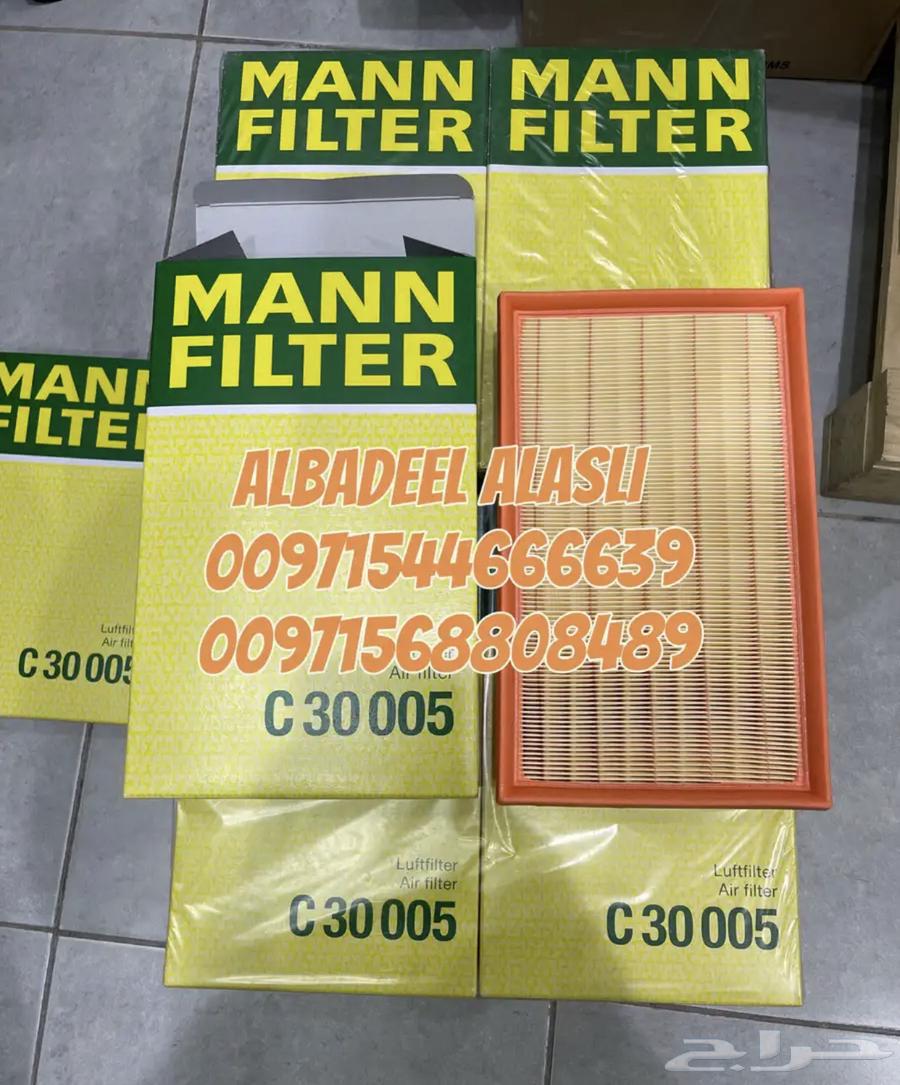 MANN
FILTER
MANN
FILTER
MANN
FILTER
MANN
FILTER
ALBADEEL ALASLI
00971544666639
00971568808489
Luftfilter
Air filter
C 30 005
Air filter
C 30 005
Luftfilter
Air filter
C 30 005
Luftfilter
Air filter
C 30 005
حراج